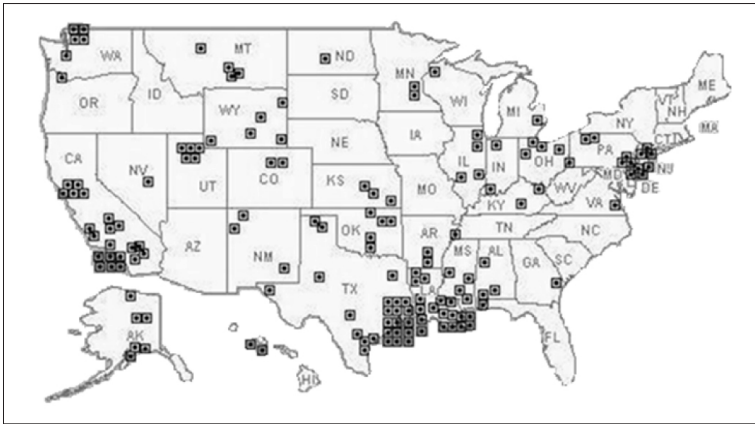 WA
MT
ND
MN
OR
ID
WY
SD
WI
MI
NY
VT
NH
ME
MA
CT
CA
NV
UT
CO
NE
IA
IL
IN
OH
PA
NJ
MD
DE
KS
MO
KY
WV
VA
AZ
NM
OK
AR
TN
NC
TX
LA
MS
AL
GA
SC
FL
AK
HI